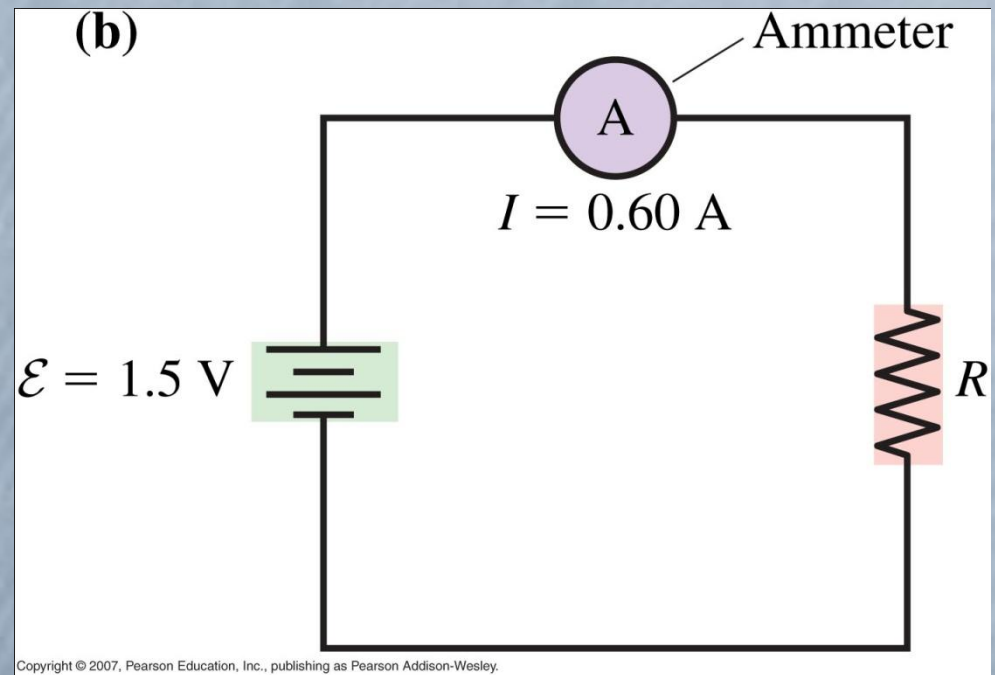 (b)
Ammeter
A
I = 0.60 A
ℰ = 1.5 V
R
Copyright © 2007, Pearson Education, Inc., publishing as Pearson Addison-Wesley.